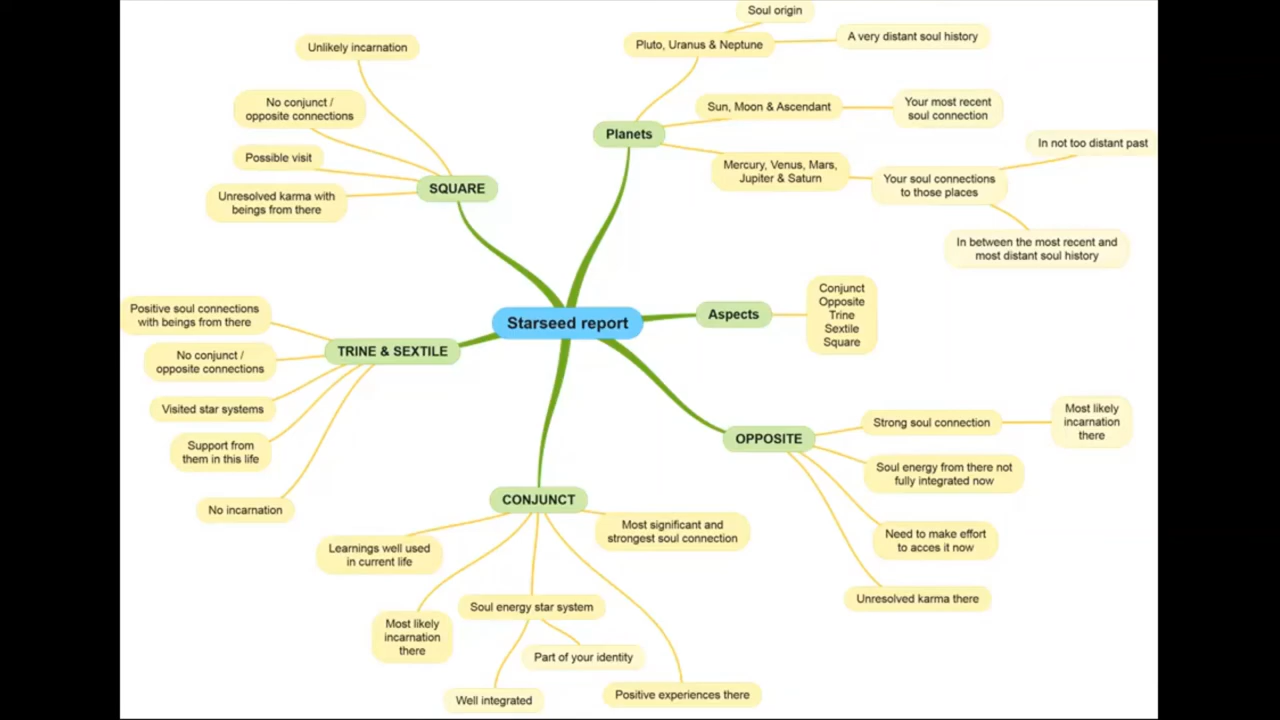 Soul origin
Pluto, Uranus & Neptune
A very distant soul history
Unlikely incarnation
No conjunct /
opposite connections
Sun, Moon & Ascendant
Your most recent
soul connection
Planets
In not too distant past
Possible visit
Mercury, Venus, Mars,
Jupiter & Saturn
Your soul connections
to those places
SQUARE
Unresolved karma with
beings from there
In between the most recent and
most distant soul history
Positive soul connections
with beings from there
Starseed report
Aspects
Conjunct
Opposite
Trine
Sextile
Square
TRINE & SEXTILE
No conjunct /
opposite connections
Visited star systems
Support from
them in this life
No incarnation
OPPOSITE
Strong soul connection
Most likely
incarnation
there
Soul energy from there not
fully integrated now
Need to make effort
to acces it now
Unresolved karma there
CONJUNCT
Most significant and
strongest soul connection
Learnings well used
in current life
Most likely
incarnation
there
Soul energy star system
Part of your identity
Well integrated
Positive experiences there